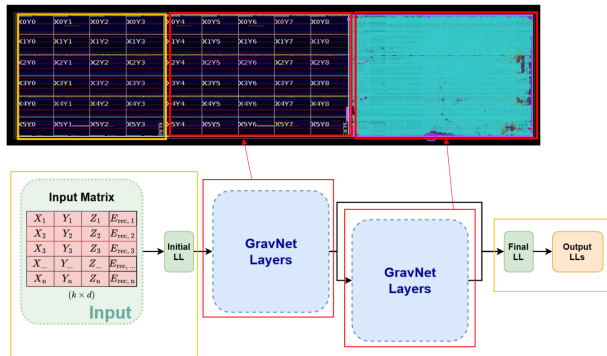 X0Y0 X0Y1 X0Y2 X0Y3 X0Y4 X0Y5 X0Y6 X0Y7 X0Y8
X1Y0 X1Y1 X1Y2 X1Y3 X1Y4 X1Y5 X1Y6 X1Y7 X1Y8
X2Y0 X2Y1 X2Y2 X2Y3 X2Y4 X2Y5 X2Y6 X2Y7 X2Y8
X3Y0 X3Y1 X3Y2 X3Y3 X3Y4 X3Y5 X3Y6 X3Y7 X3Y8
X4Y0 X4Y1 X4Y2 X4Y3 X4Y4 X4Y5 X4Y6 X4Y7 X4Y8
X5Y0 X5Y1 X5Y2 X5Y3 X5Y4 X5Y5 X5Y6 X5Y7 X5Y8
Input Matrix
X1 Y1 Z1 Erec,1
X2 Y2 Z2 Erec,2
X3 Y3 Z3 Erec,3
X... Y... Z... Erec,...
Xn Yn Zn Erec,n
(k × d)
Input
Initial
LL
GravNet
Layers
GravNet
Layers
Final
LL
Output
LLs